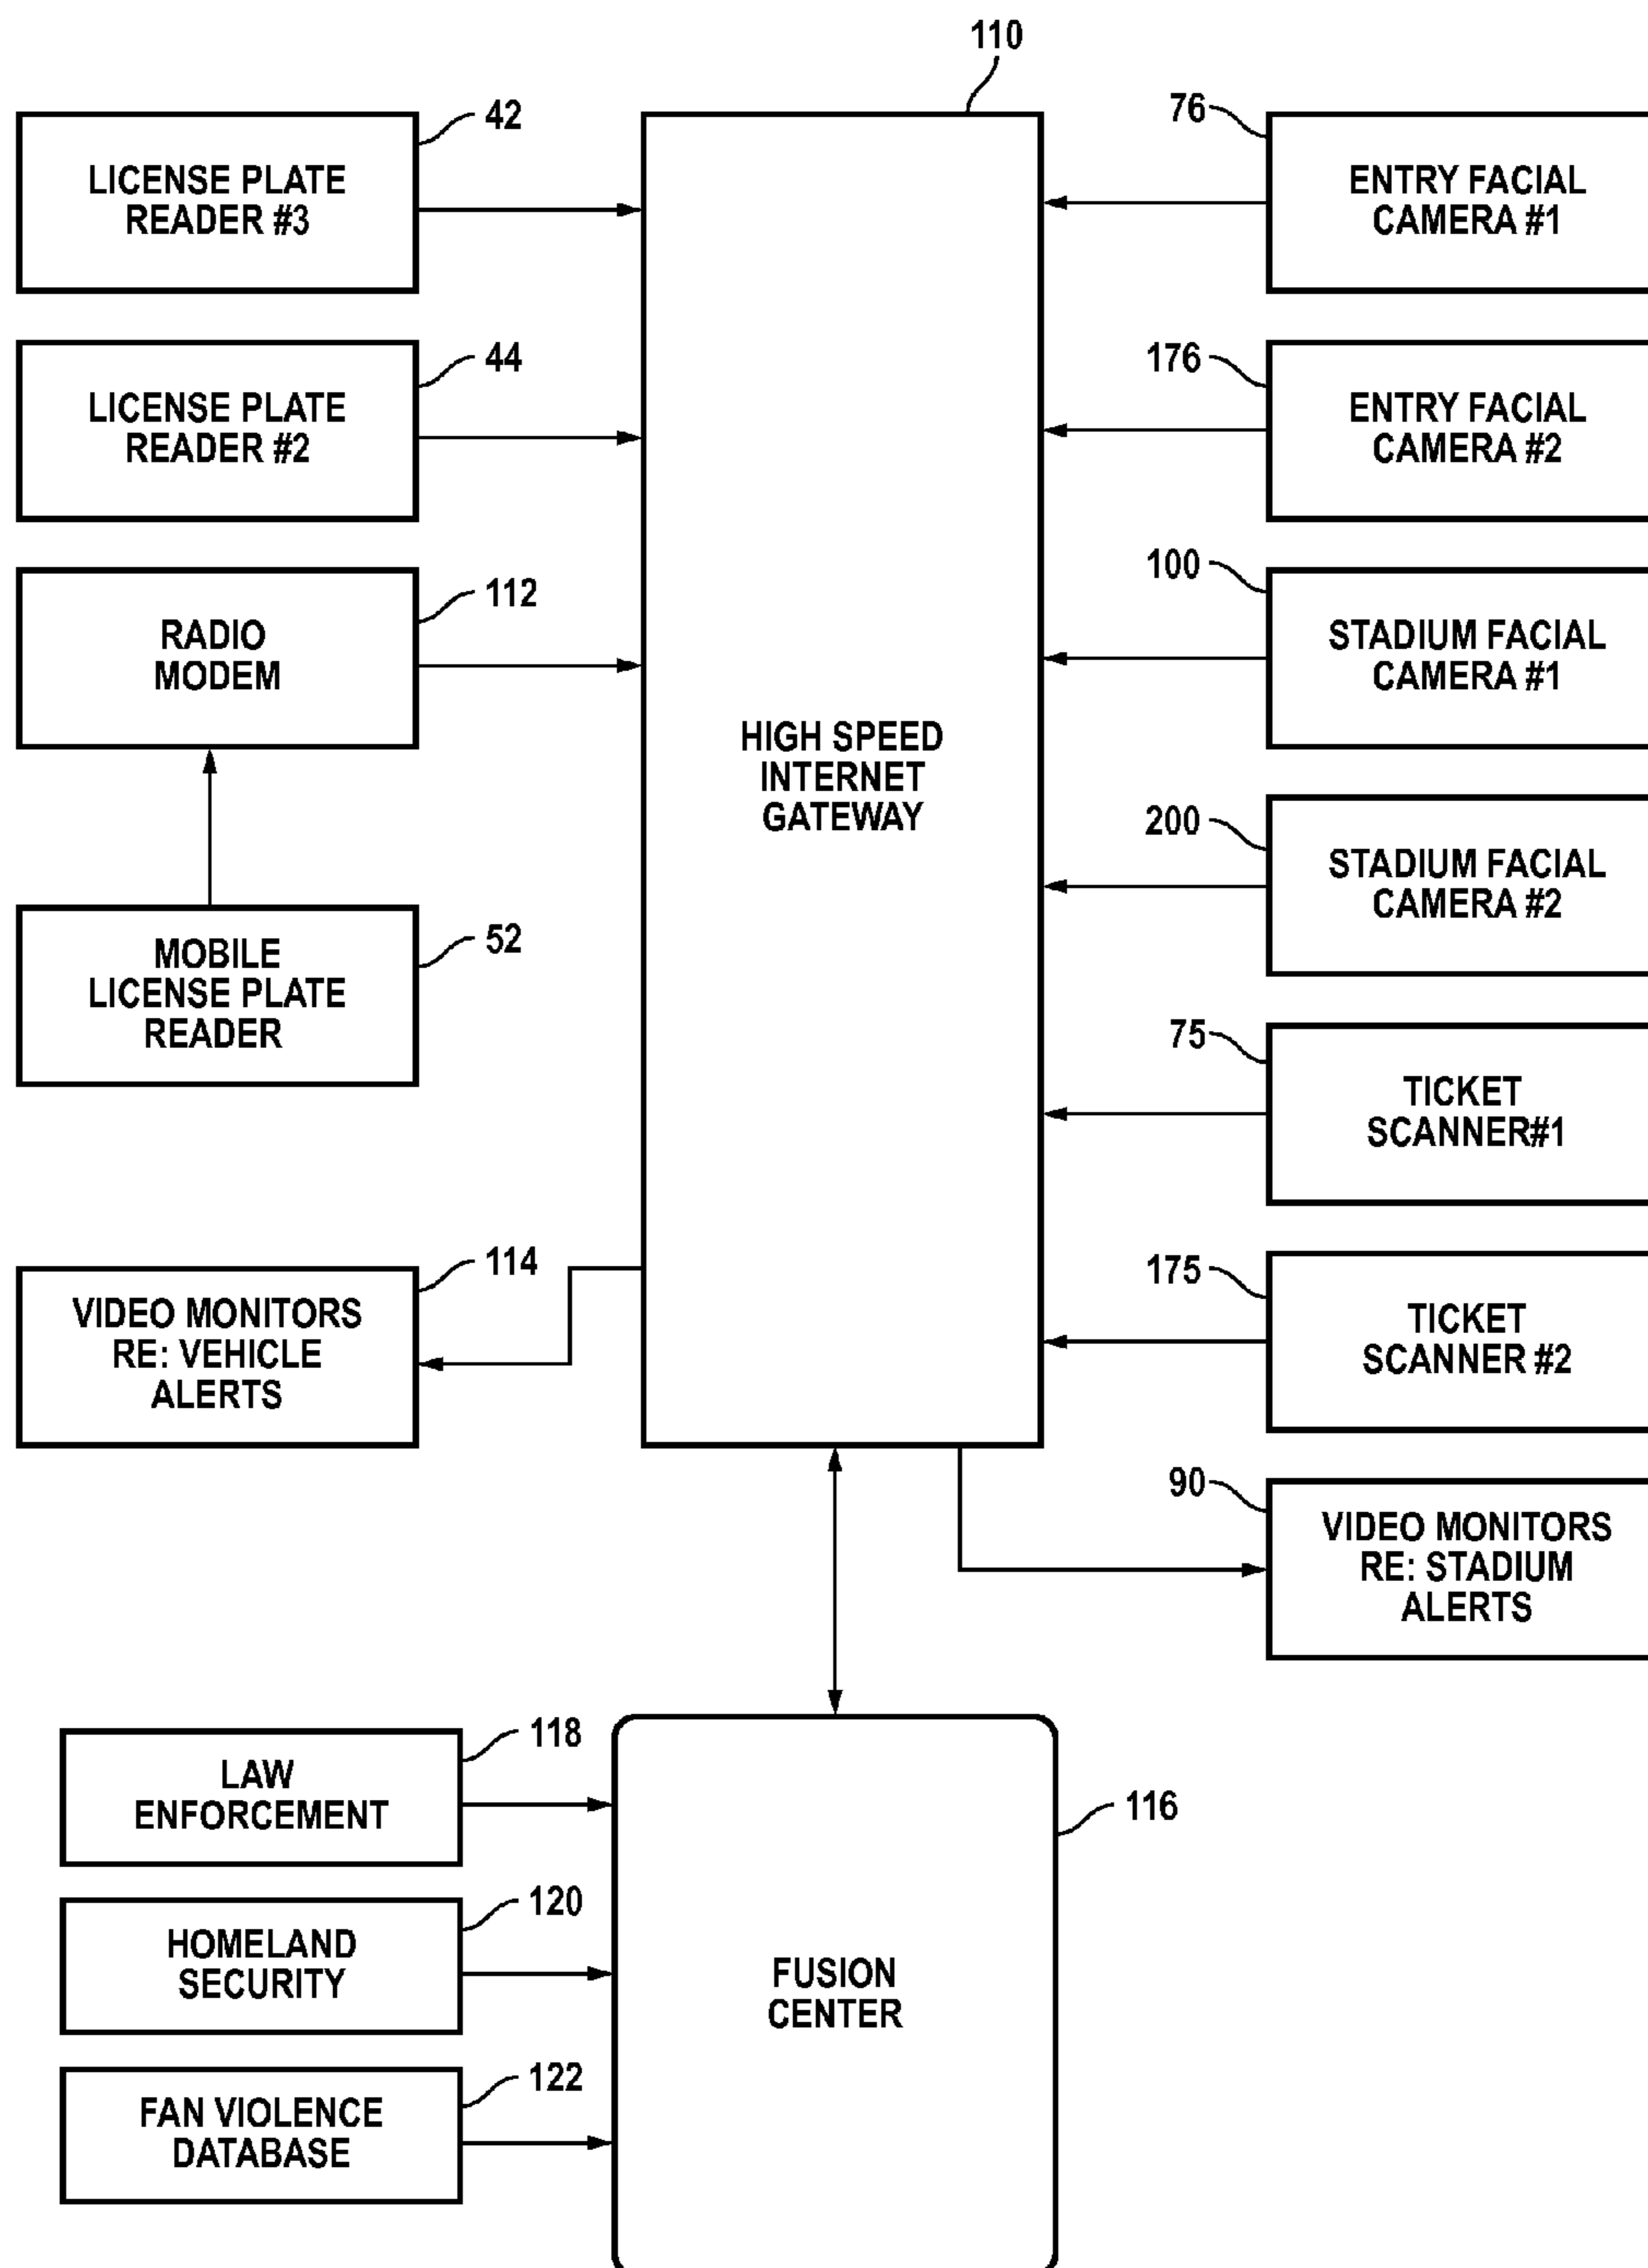 110
42
LICENSE PLATE
READER #3
76
ENTRY FACIAL
CAMERA #1
44
LICENSE PLATE
READER #2
176
ENTRY FACIAL
CAMERA #2
112
RADIO
MODEM
100
STADIUM FACIAL
CAMERA #1
HIGH SPEED
INTERNET
GATEWAY
200
STADIUM FACIAL
CAMERA #2
52
MOBILE
LICENSE PLATE
READER
75
TICKET
SCANNER#1
114
VIDEO MONITORS
RE: VEHICLE
ALERTS
175
TICKET
SCANNER #2
90
VIDEO MONITORS
RE: STADIUM
ALERTS
118
LAW
ENFORCEMENT
116
120
HOMELAND
SECURITY
FUSION
CENTER
122
FAN VIOLENCE
DATABASE